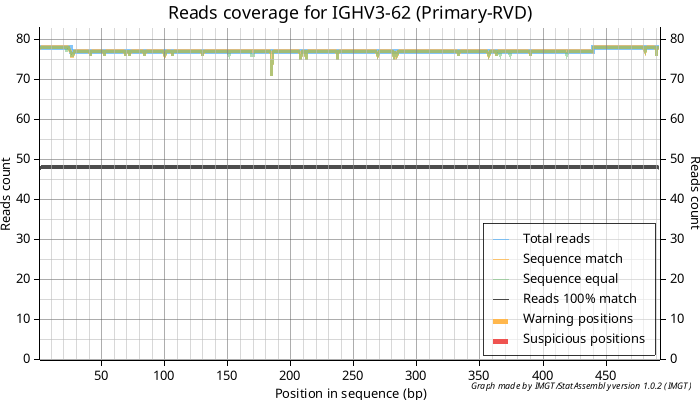 Reads coverage for IGHV3-62 (Primary-RVD)
80
70
60
50
40
30
20
10
0
Reads count
80
70
60
50
40
30
20
10
0
Reads count
Total reads
Sequence match
Sequence equal
Reads 100% match
Warning positions
Suspicious positions
50 100 150 200 250 300 350 400 450
Position in sequence (bp)
Graph made by IMGT/StatAssembly version 1.0.2 (IMGT)